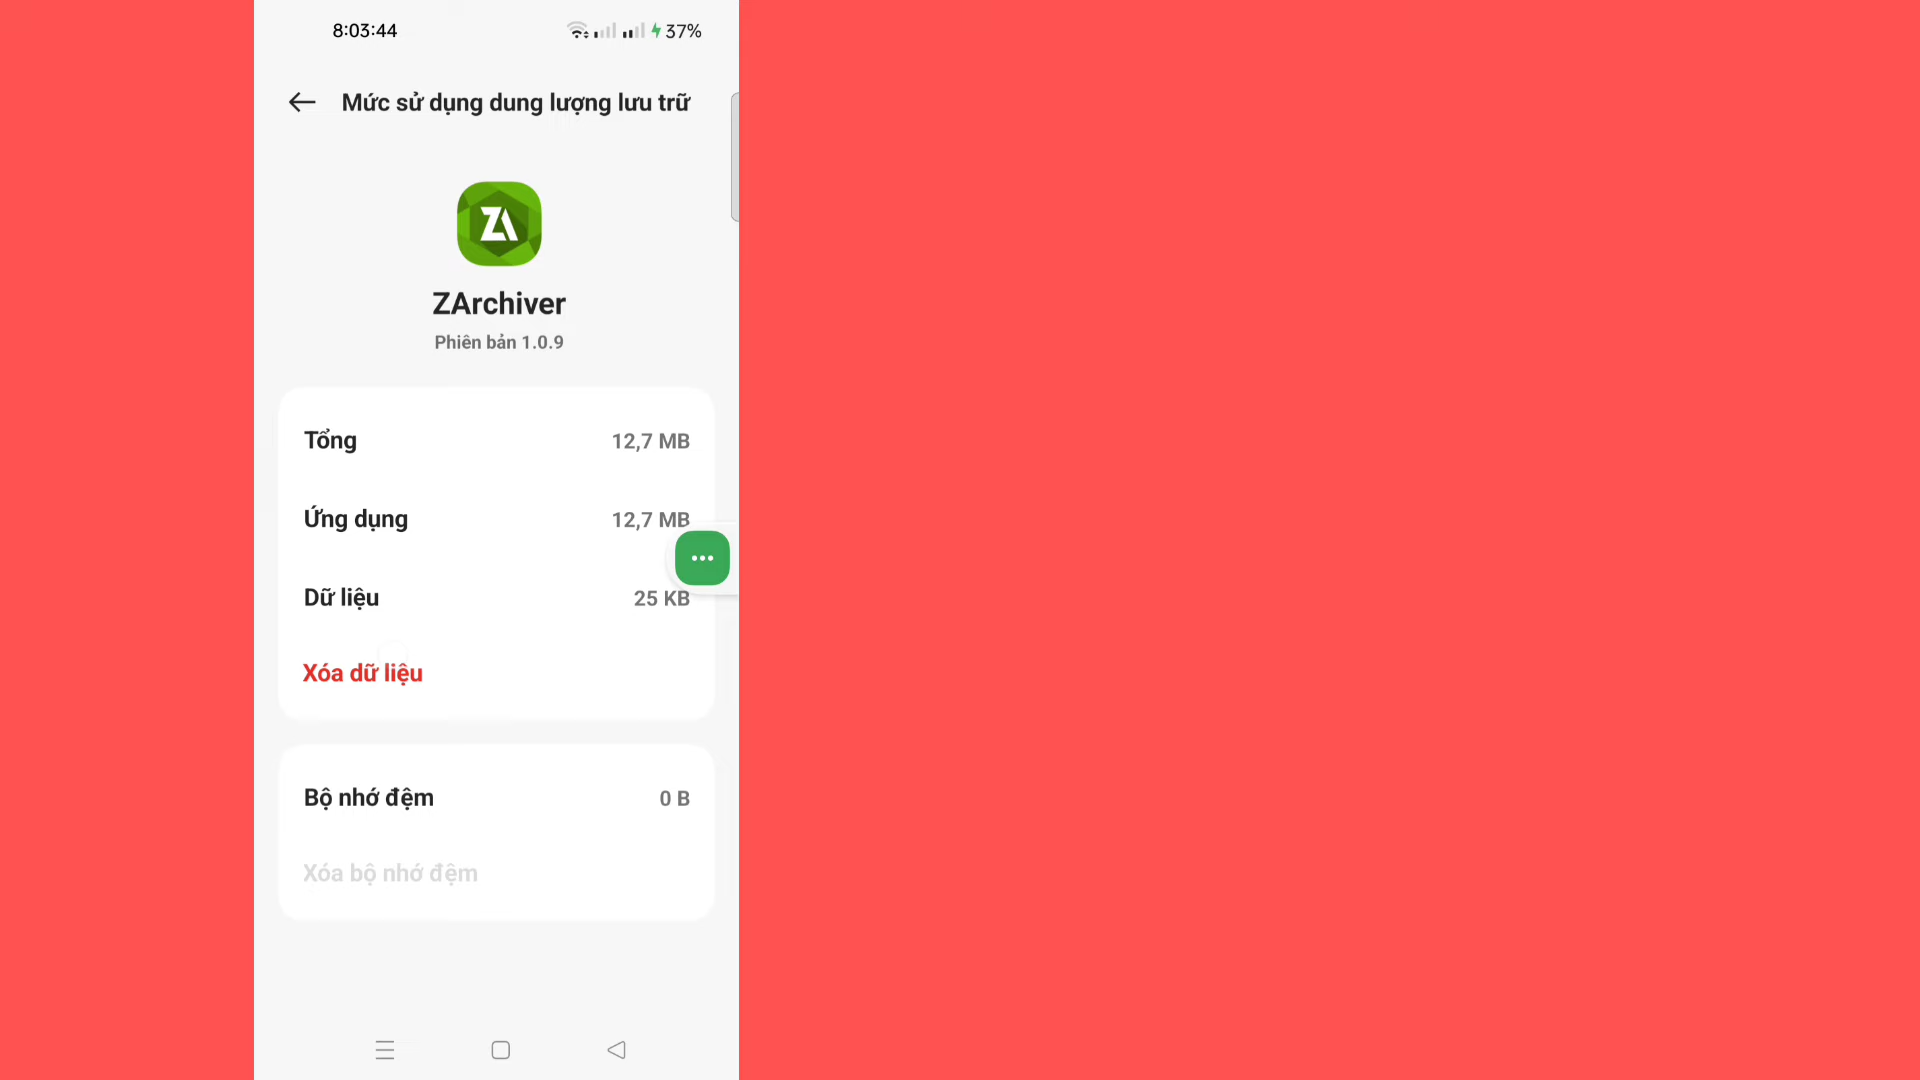 8:03:44
37%
Mức sử dụng dung lượng lưu trữ
ZA
ZArchiver
Phiên bản 1.0.9
Tổng 12,7 MB
Ứng dụng 12,7 MB
Dữ liệu 25 KB
Xóa dữ liệu
Bộ nhớ đệm 0 B
Xóa bộ nhớ đệm